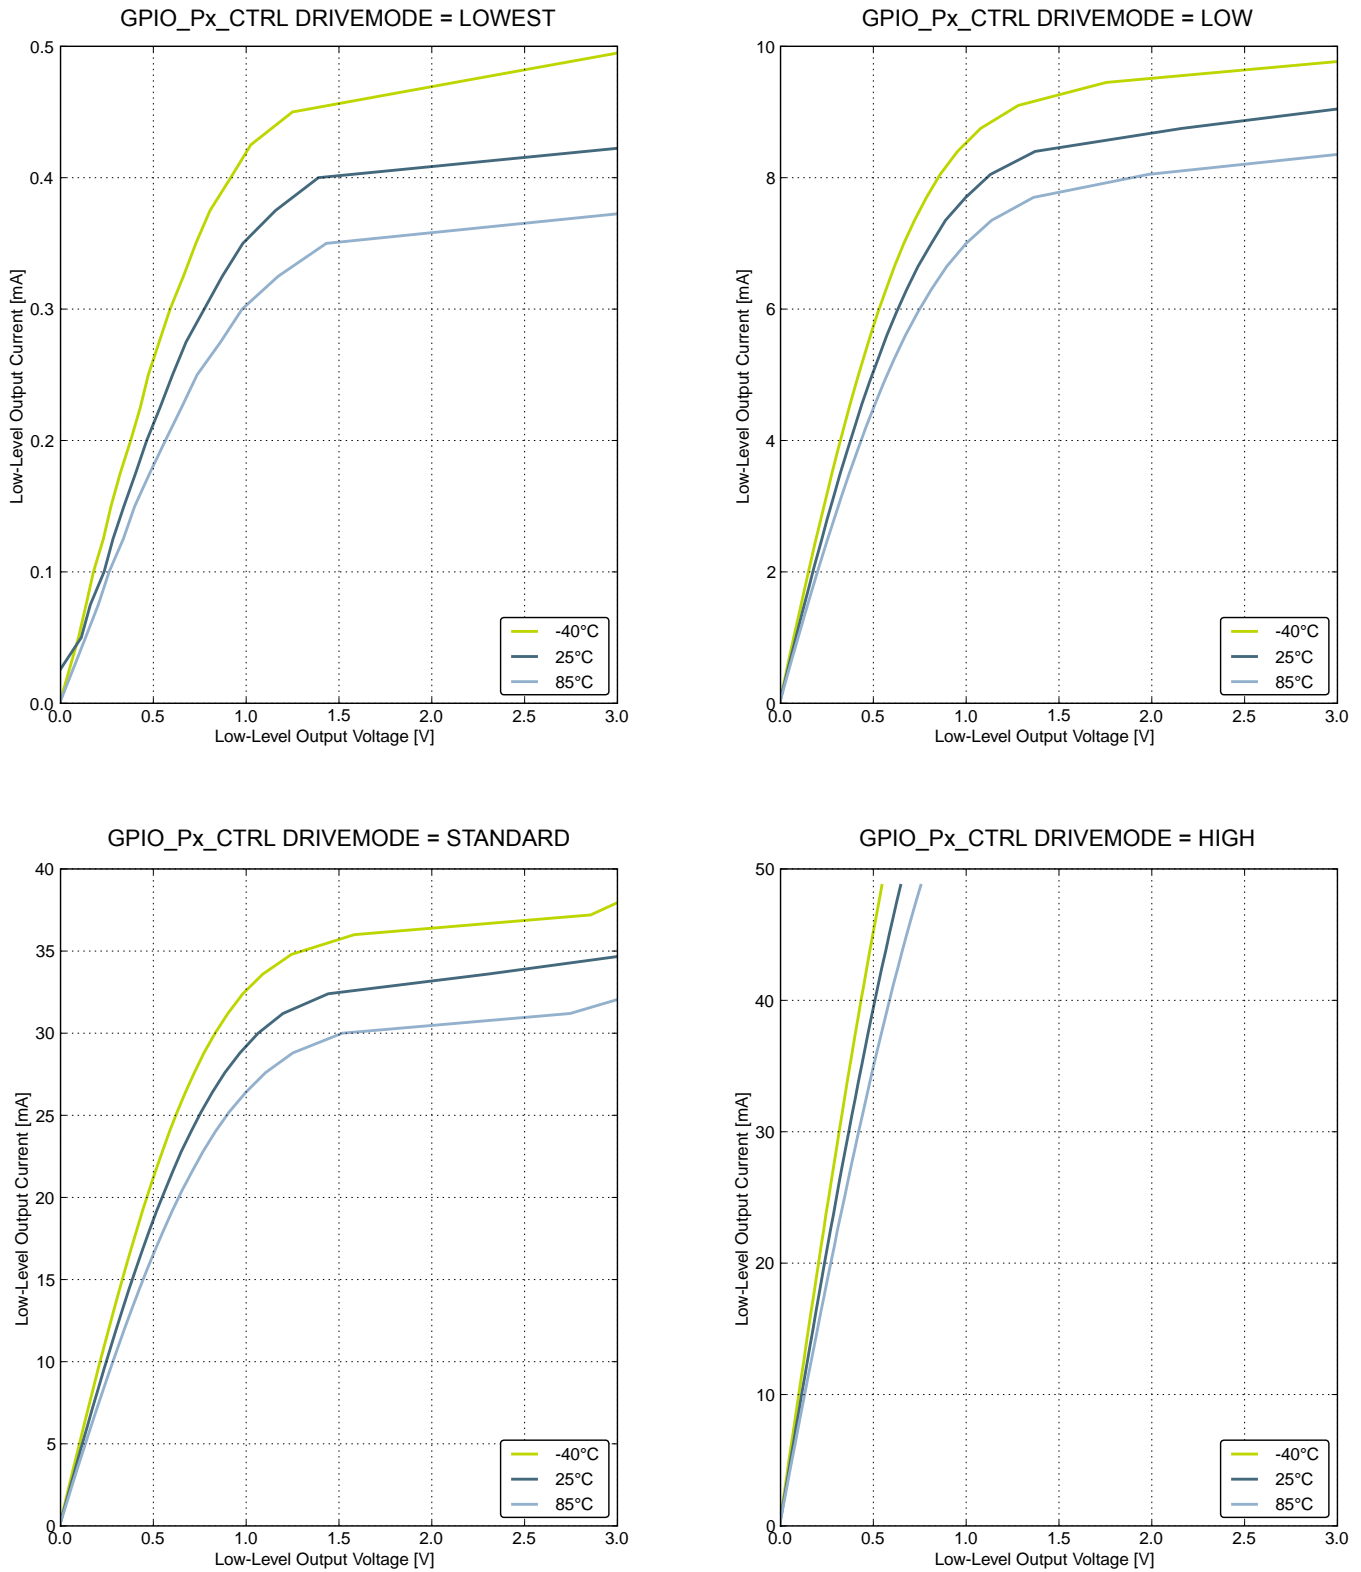 GPIO_Px_CTRL DRIVEMODE = LOWEST
0.5
0.4
0.3
0.2
0.1
0.0
Low-Level Output Current [mA]
-40°C
25°C
85°C
0.0 0.5 1.0 1.5 2.0 2.5 3.0
Low-Level Output Voltage [V]
GPIO_Px_CTRL DRIVEMODE = LOW
10
8
6
4
2
0
Low-Level Output Current [mA]
-40°C
25°C
85°C
0.0 0.5 1.0 1.5 2.0 2.5 3.0
Low-Level Output Voltage [V]
GPIO_Px_CTRL DRIVEMODE = STANDARD
40
35
30
25
20
15
10
5
0
Low-Level Output Current [mA]
-40°C
25°C
85°C
0.0 0.5 1.0 1.5 2.0 2.5 3.0
Low-Level Output Voltage [V]
GPIO_Px_CTRL DRIVEMODE = HIGH
50
40
30
20
10
0
Low-Level Output Current [mA]
-40°C
25°C
85°C
0.0 0.5 1.0 1.5 2.0 2.5 3.0
Low-Level Output Voltage [V]